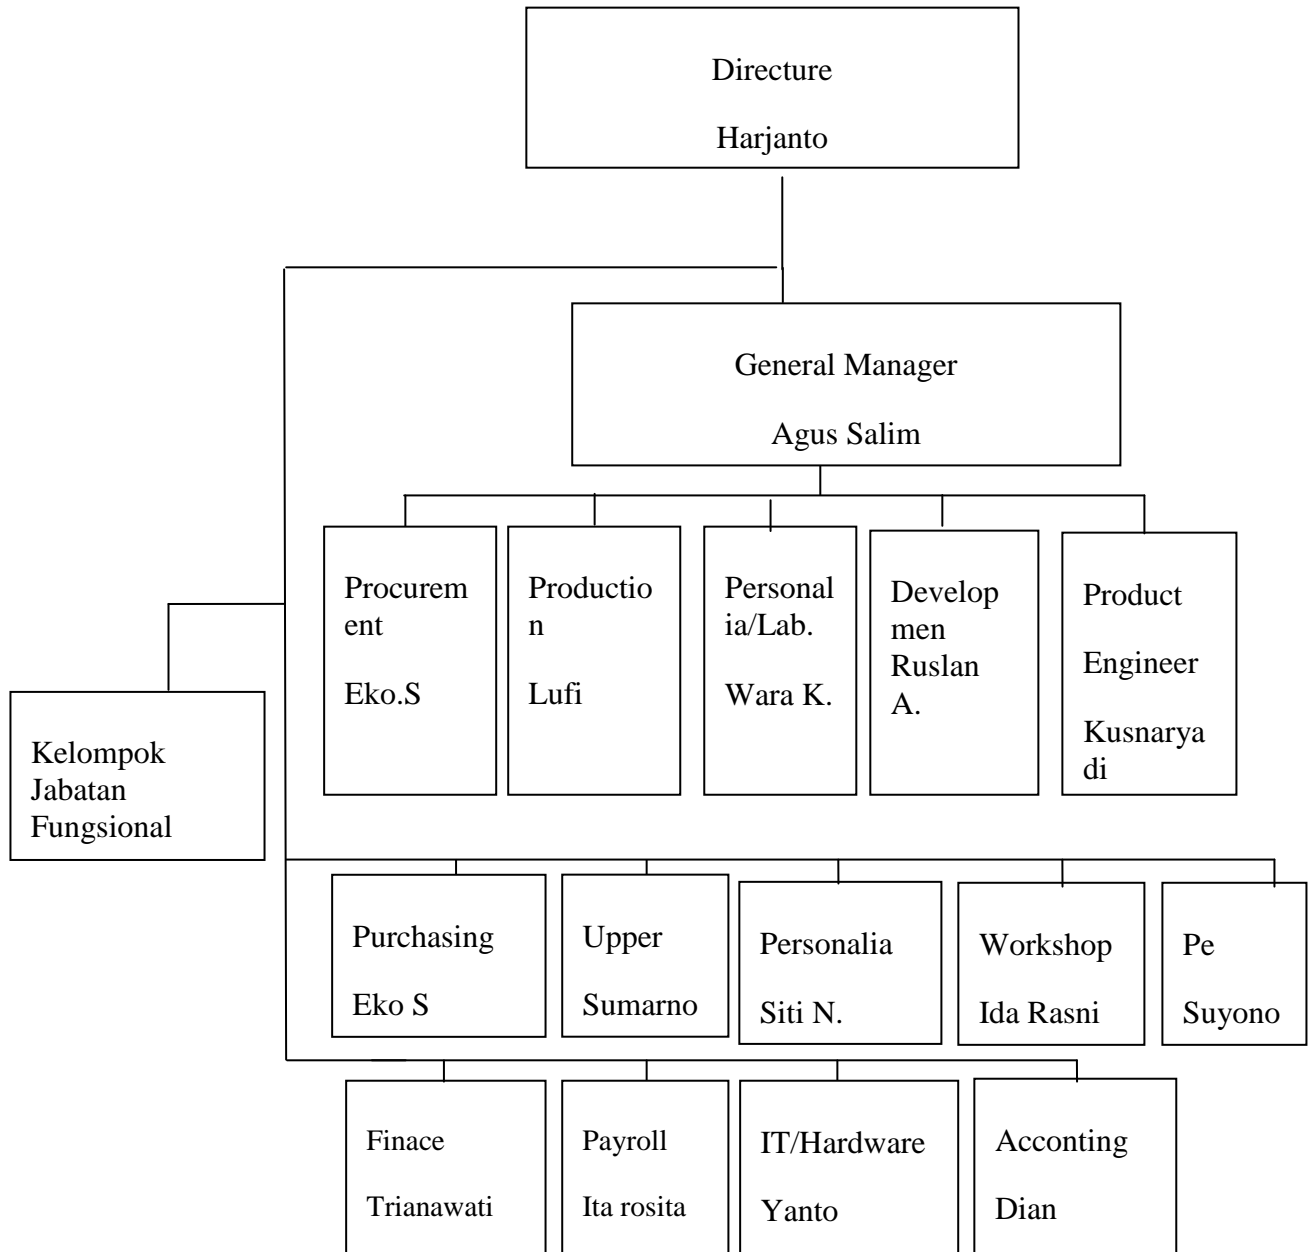 Directure
Harjanto
General Manager
Agus Salim
Procurem
ent
Eko.S
Productio
n
Lufi
Personal
ia/Lab.
Wara K.
Develop
men
Ruslan
A.
Product
Engineer
Kusnarya
di
Kelompok
Jabatan
Fungsional
Purchasing
Eko S
Upper
Sumarno
Personalia
Siti N.
Workshop
Ida Rasni
Pe
Suyono
Finace
Trianawati
Payroll
Ita rosita
IT/Hardware
Yanto
Acconting
Dian